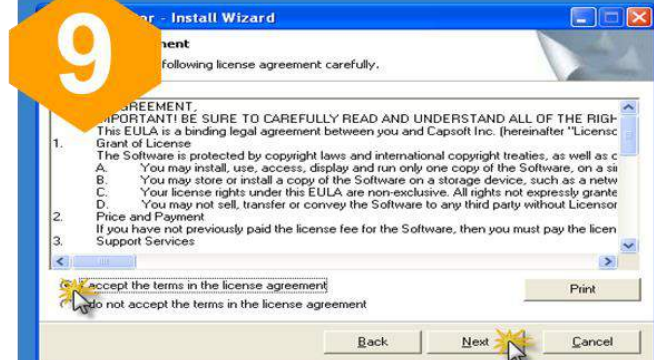 9
- Install Wizard
following license agreement carefully.
AGREEMENT,
IMPORTANT! BE SURE TO CAREFULLY READ AND UNDERSTAND ALL OF THE RIGH
This EULA is a binding legal agreement between you and Capsoft Inc. (hereinafter "Licenso
1. Grant of License
The Software is protected by copyright laws and international copyright treaties, as well as c
A. You may install, use, access, display and run only one copy of the Software, on a si
B. You may store or install a copy of the Software on a storage device, such as a netw
C. Your license rights under this EULA are non-exclusive. All rights not expressly grante
D. You may not sell, transfer or convey the Software to any third party without Licensor
2. Price and Payment
If you have not previously paid the license fee for the Software, then you must pay the licen
3. Support Services
accept the terms in the license agreement
do not accept the terms in the license agreement
Print
Back Next Cancel